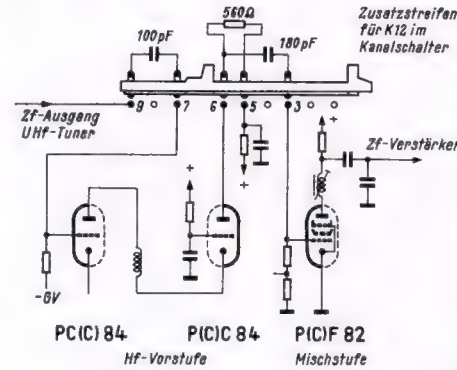 560Ω
Zusatzstreifen
für K12 im
Kanalschalter
100pF
180pF
9
7
6
5
3
Zf-Ausgang
UHf-Tuner
+
+
+
Zf-Verstärker
-6V
PC(C) 84
P(C)C 84
P(C)F 82
Hf-Vorstufe
Mischstufe